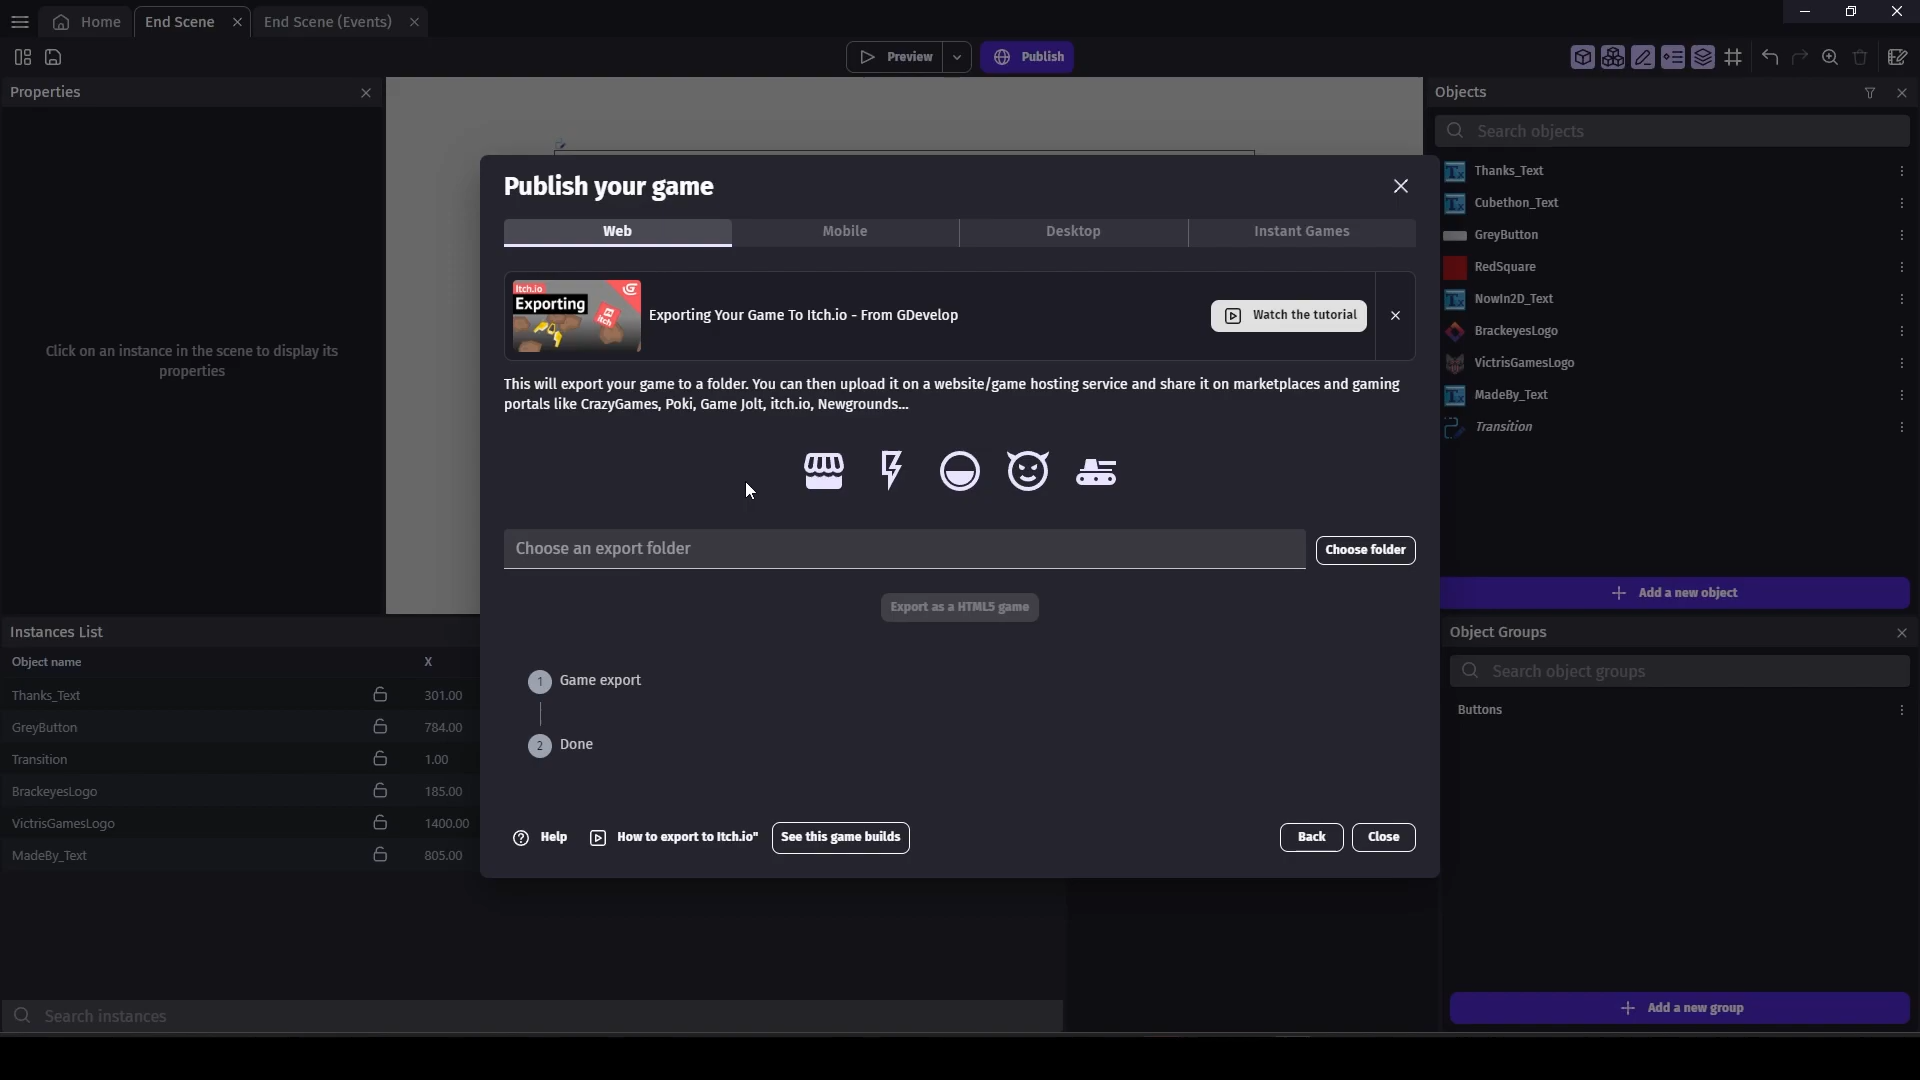 Home
End Scene
End Scene (Events)
Preview
Publish
Properties
Click on an instance in the scene to display its
properties
Publish your game
Web
Mobile
Desktop
Instant Games
Itch.io
Exporting
itch
Exporting Your Game To Itch.io - From GDevelop
Watch the tutorial
This will export your game to a folder. You can then upload it on a website/game hosting service and share it on marketplaces and gaming
portals like CrazyGames, Poki, Game Jolt, itch.io, Newgrounds...
Choose an export folder
Choose folder
Export as a HTML5 game
1 Game export
2 Done
Help
How to export to Itch.io"
See this game builds
Back
Close
Objects
Search objects
Thanks_Text
Cubethon_Text
GreyButton
RedSquare
NowIn2D_Text
BrackeyesLogo
VictrisGamesLogo
MadeBy_Text
Transition
Add a new object
Object Groups
Search object groups
Buttons
Add a new group
Instances List
Object name X
Thanks_Text 301.00
GreyButton 784.00
Transition 1.00
BrackeyesLogo 185.00
VictrisGamesLogo 1400.00
MadeBy_Text 805.00
Search instances